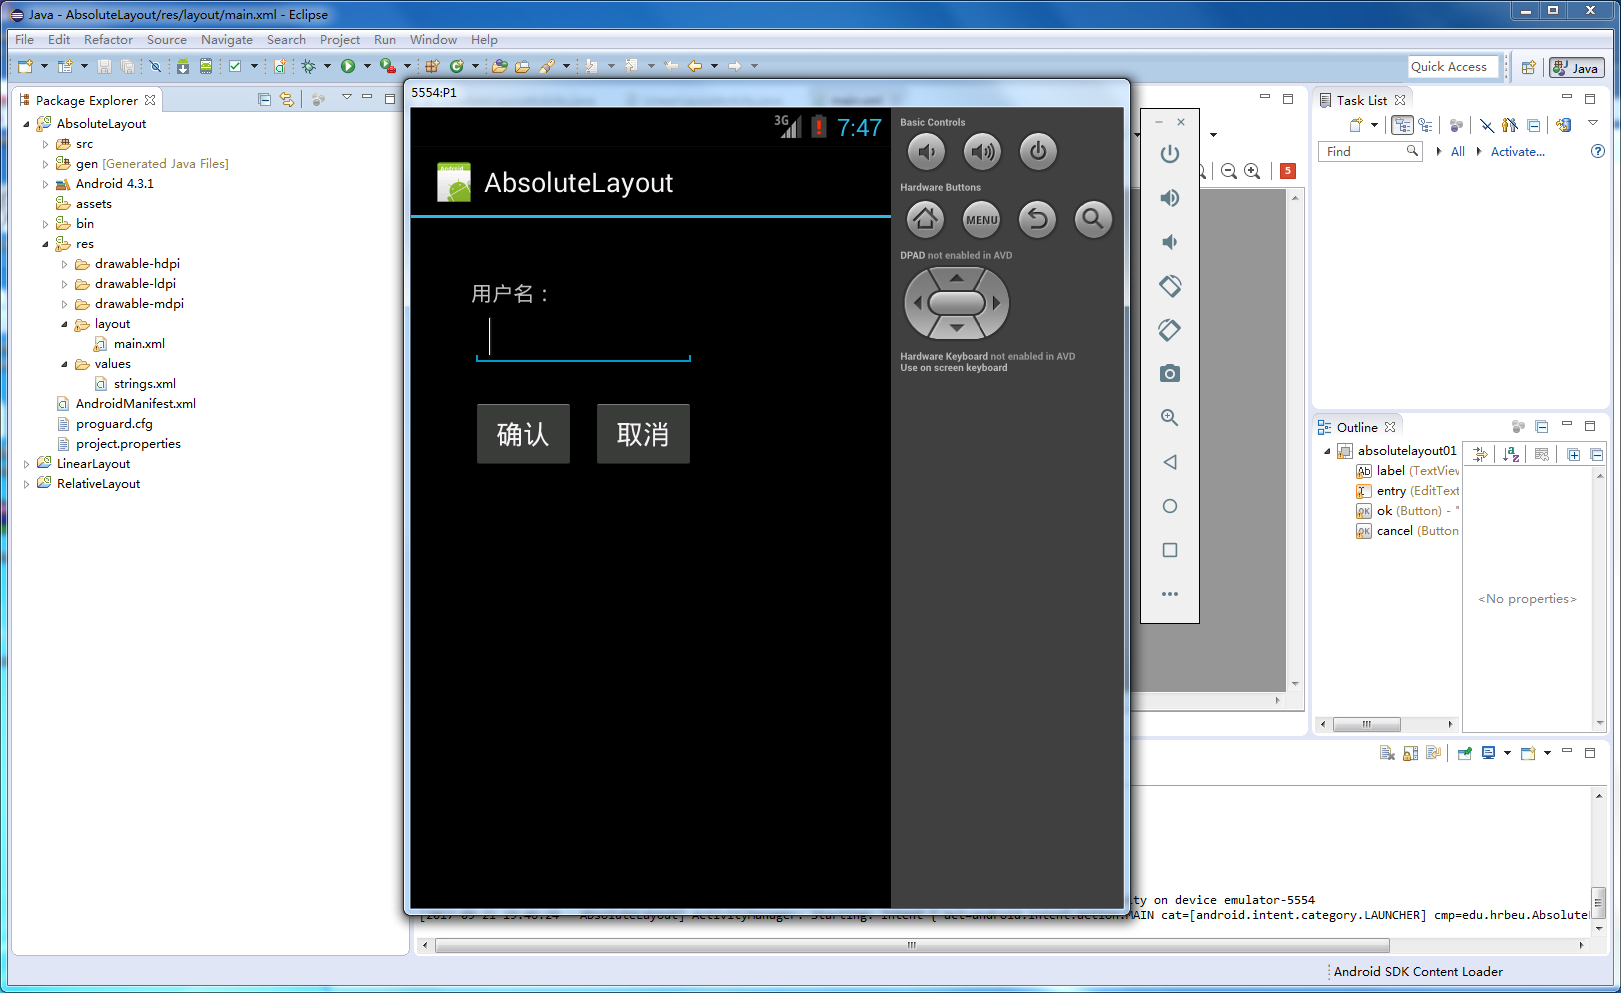 Java - AbsoluteLayout/res/layout/main.xml - Eclipse
File Edit Refactor Source Navigate Search Project Run Window Help
Quick Access
Java
Package Explorer
AbsoluteLayout
src
gen [Generated Java Files]
Android 4.3.1
assets
bin
res
drawable-hdpi
drawable-ldpi
drawable-mdpi
layout
main.xml
values
strings.xml
AndroidManifest.xml
proguard.cfg
project.properties
LinearLayout
RelativeLayout
5554:P1
3G
7:47
AbsoluteLayout
用户名：
确认 取消
Basic Controls
Hardware Buttons
MENU
DPAD not enabled in AVD
Hardware Keyboard not enabled in AVD
Use on screen keyboard
5
Task List
Find
All
Activate...
Outline
absolutelayout01
label (TextView
entry (EditText
ok (Button) - "
cancel (Button
<No properties>
ty on device emulator-5554
MAIN cat=[android.intent.category.LAUNCHER] cmp=edu.hrbeu.Absolute
Android SDK Content Loader